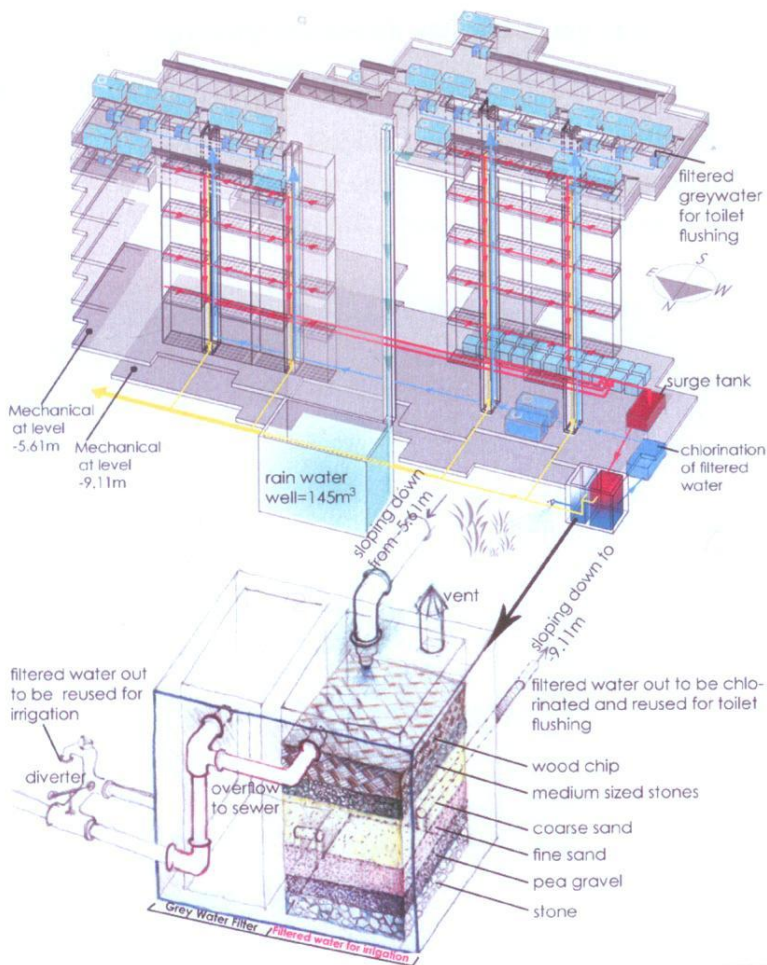 filtered
greywater
for toilet
flushing
S
E
W
N
surge tank
Mechanical
at level
-5.61m
Mechanical
at level
-9.11m
chlorination
of filtered
water
rain water
well=145m³
sloping down
from -5.61m
sloping down to
-9.11m
vent
filtered water out
to be reused for
irrigation
filtered water out to be chlo-
rinated and reused for toilet
flushing
diverter
overflow
to sewer
wood chip
medium sized stones
coarse sand
fine sand
pea gravel
stone
Grey Water Filter
Filtered water for irrigation